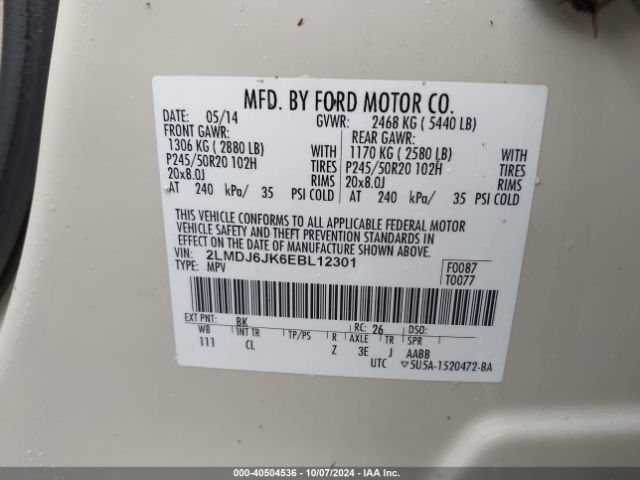 MFD. BY FORD MOTOR CO.
DATE: 05/14 GVWR: 2468 KG ( 5440 LB)
FRONT GAWR: REAR GAWR:
1306 KG ( 2880 LB) WITH 1170 KG ( 2580 LB) WITH
P245/50R20 102H TIRES P245/50R20 102H TIRES
20x8.0J RIMS 20x8.0J RIMS
AT 240 kPa/ 35 PSI COLD AT 240 kPa/ 35 PSI COLD
THIS VEHICLE CONFORMS TO ALL APPLICABLE FEDERAL MOTOR
VEHICLE SAFETY AND THEFT PREVENTION STANDARDS IN
EFFECT ON THE DATE OF MANUFACTURE SHOWN ABOVE.
VIN: 2LMDJ6JK6EBL12301
TYPE: MPV
F0087
T0077
EXT PNT: BK RC: 26 DSO:
WB INT TR TP/PS R AXLE TR SPR
111 CL Z 3E J AABB
UTC ▽5U5A-1520472-BA
000-40504536 - 10/07/2024 - IAA Inc.